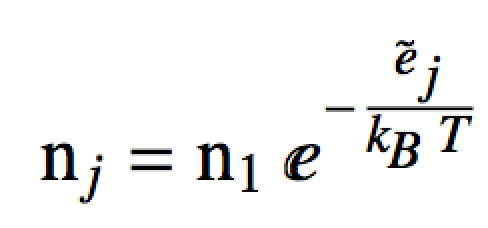 n_j = n_1 e^{-\frac{\tilde{e}_j}{k_B T}}